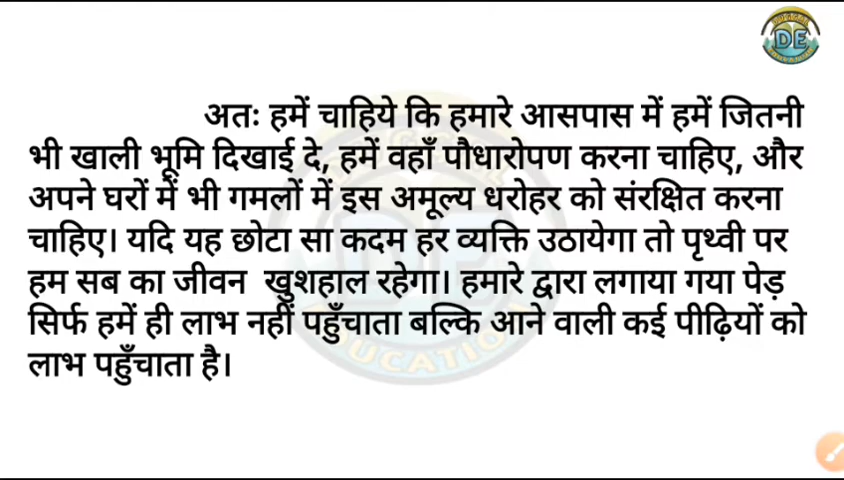 DE
अतः हमें चाहिये कि हमारे आसपास में हमें जितनी
भी खाली भूमि दिखाई दे, हमें वहाँ पौधारोपण करना चाहिए, और
अपने घरों में भी गमलों में इस अमूल्य धरोहर को संरक्षित करना
चाहिए। यदि यह छोटा सा कदम हर व्यक्ति उठायेगा तो पृथ्वी पर
हम सब का जीवन खुशहाल रहेगा। हमारे द्वारा लगाया गया पेड़
सिर्फ हमें ही लाभ नहीं पहुँचाता बल्कि आने वाली कई पीढ़ियों को
लाभ पहुँचाता है।
EDUCATION